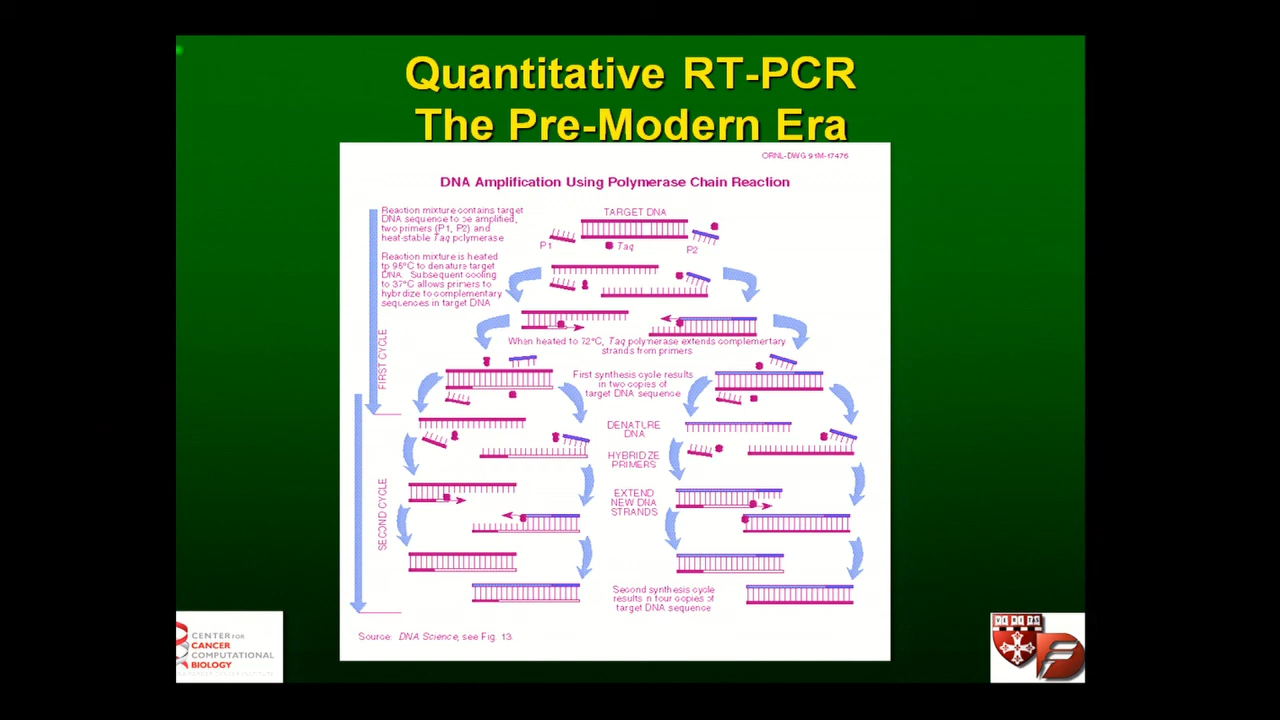 Quantitative RT-PCR
The Pre-Modern Era
ORNL-DWG 91M-17476
DNA Amplification Using Polymerase Chain Reaction
Reaction mixture contains target
DNA sequence to be amplified,
two primers (P1, P2) and
heat-stable Taq polymerase
TARGET DNA
P1
Taq
P2
Reaction mixture is heated
to 95°C to denature target
DNA. Subsequent cooling
to 37°C allows primers to
hybridize to complementary
sequences in target DNA
FIRST CYCLE
When heated to 72°C, Taq polymerase extends complementary
strands from primers
First synthesis cycle results
in two copies of
target DNA sequence
DENATURE
DNA
HYBRIDIZE
PRIMERS
EXTEND
NEW DNA
STRANDS
SECOND CYCLE
Second synthesis cycle
results in four copies of
target DNA sequence
Source: DNA Science, see Fig. 13.
CENTER FOR
CANCER
COMPUTATIONAL
BIOLOGY